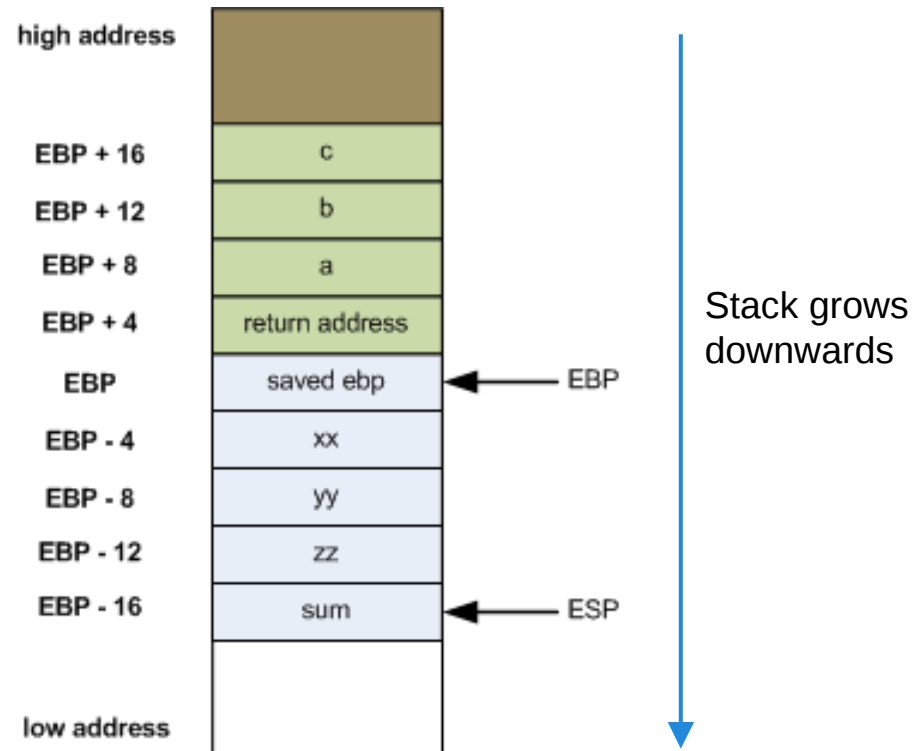 high address
EBP + 16
c
EBP + 12
b
EBP + 8
a
EBP + 4
return address
EBP
saved ebp
EBP
EBP - 4
xx
EBP - 8
yy
EBP - 12
zz
EBP - 16
sum
ESP
low address
Stack grows
downwards